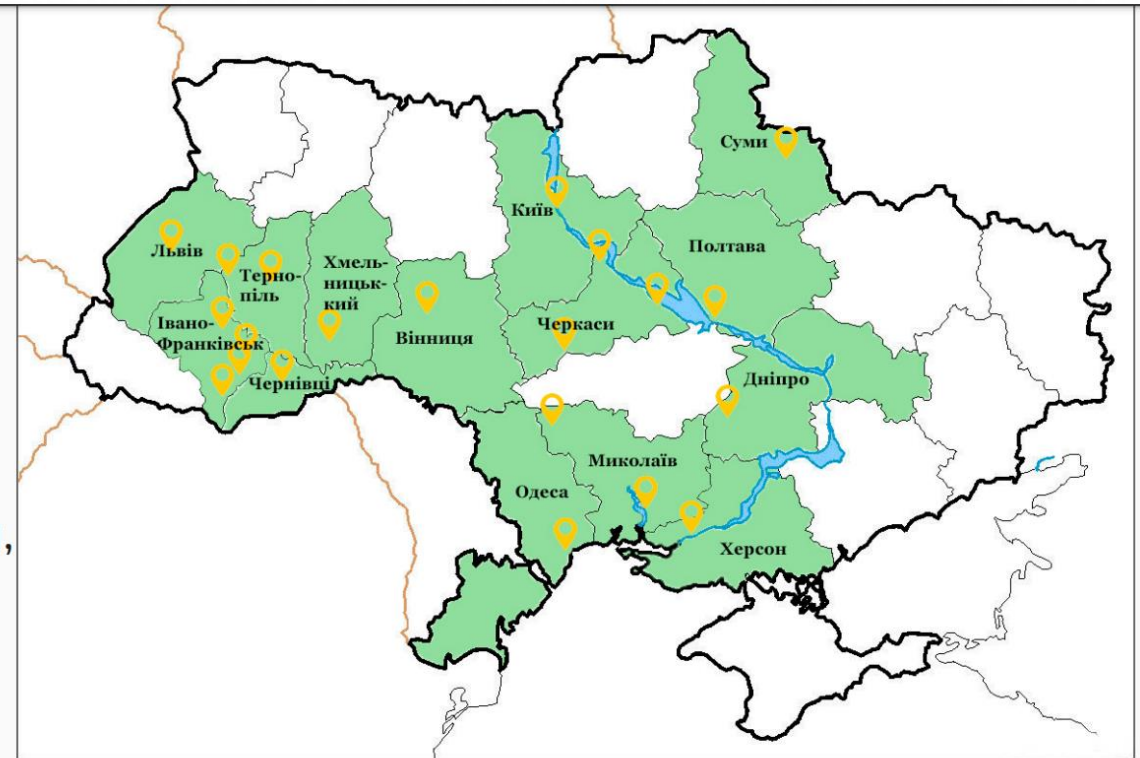 Суми
Київ
Полтава
Львів
Терно-
піль
Хмель-
ницьк-
кий
Івано-
Франківськ
Вінниця
Черкаси
Чернівці
Дніпро
Миколаїв
Одеса
Херсон
,